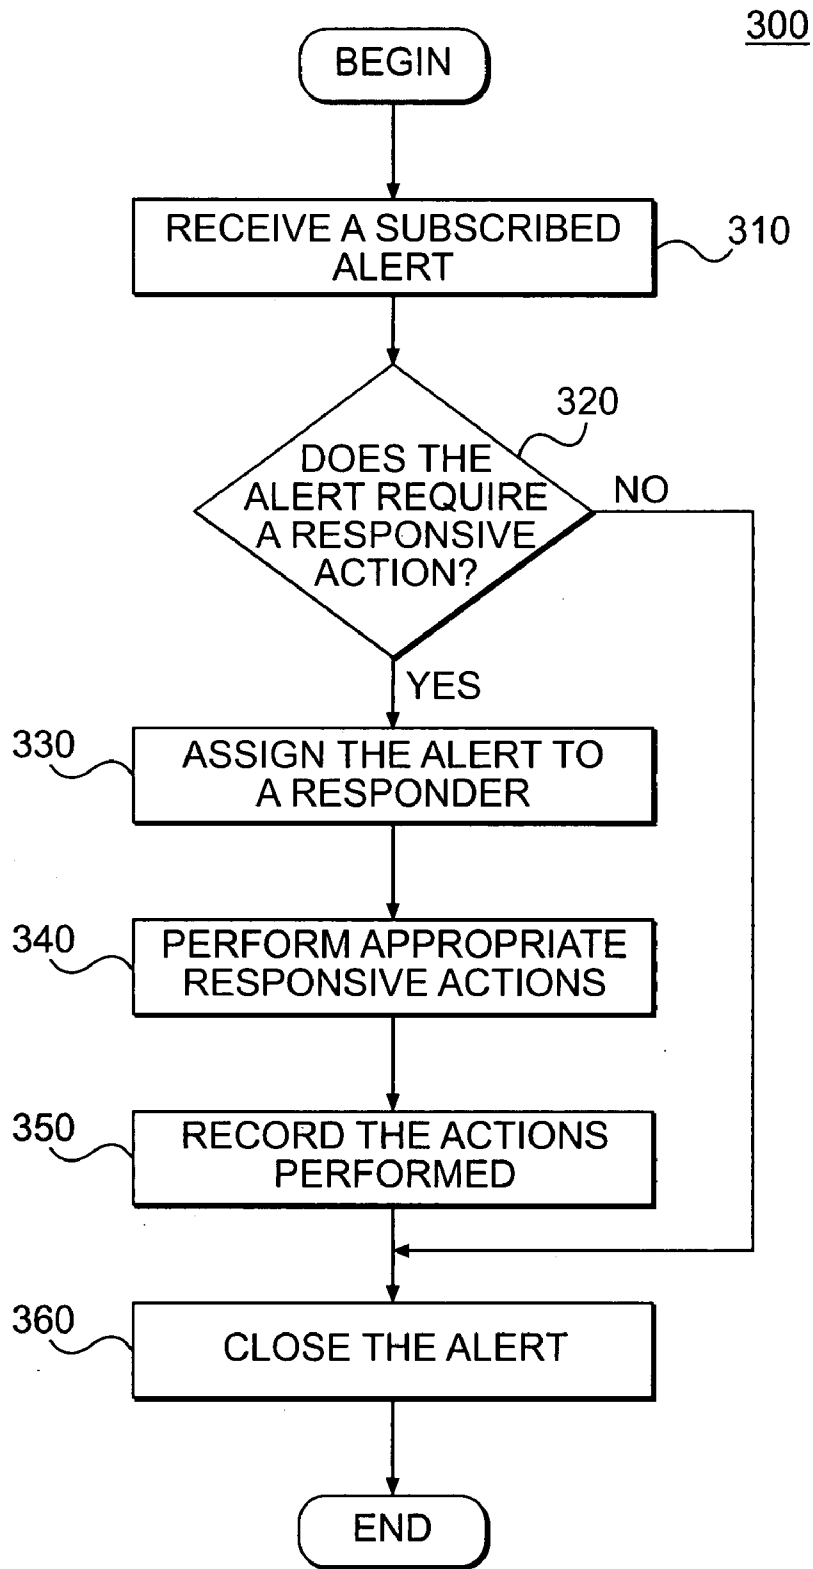 300
BEGIN
RECEIVE A SUBSCRIBED
ALERT
310
320
DOES THE
ALERT REQUIRE
A RESPONSIVE
ACTION?
NO
YES
330
ASSIGN THE ALERT TO
A RESPONDER
340
PERFORM APPROPRIATE
RESPONSIVE ACTIONS
350
RECORD THE ACTIONS
PERFORMED
360
CLOSE THE ALERT
END